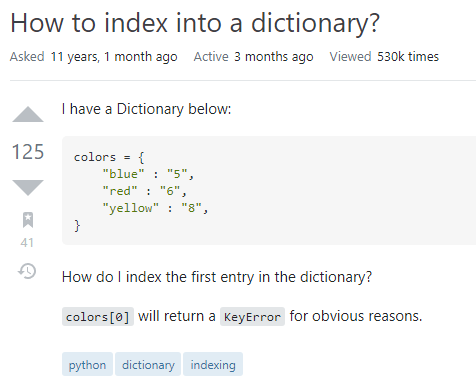 How to index into a dictionary?
Asked 11 years, 1 month ago Active 3 months ago Viewed 530k times
I have a Dictionary below:
125
colors = {
    "blue" : "5",
    "red" : "6",
    "yellow" : "8",
}
41
How do I index the first entry in the dictionary?
colors[0] will return a KeyError for obvious reasons.
python dictionary indexing